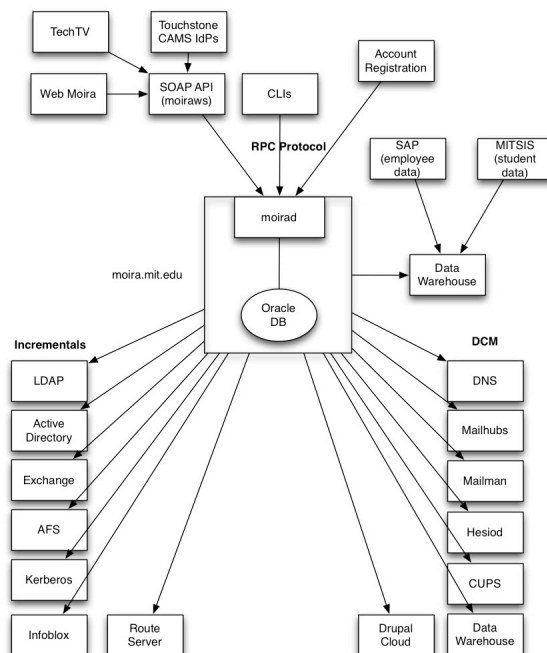 TechTV
Touchstone
CAMS IdPs
Account
Registration
Web Moira
SOAP API
(moiraws)
CLIs
RPC Protocol
SAP
(employee
data)
MITSIS
(student
data)
moirad
moira.mit.edu
Data
Warehouse
Oracle
DB
Incrementals
DCM
LDAP
DNS
Active
Directory
Mailhubs
Exchange
Mailman
AFS
Hesiod
Kerberos
CUPS
Infoblox
Route
Server
Drupal
Cloud
Data
Warehouse